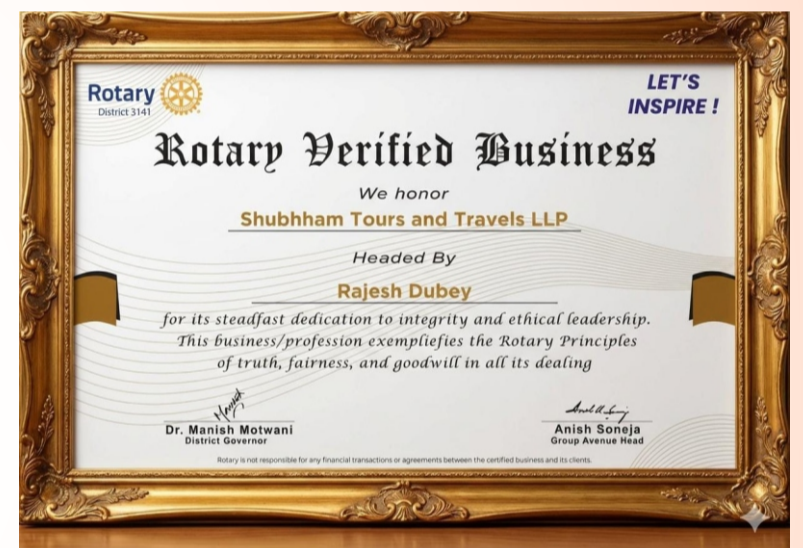 Rotary
District 3141
LET'S
INSPIRE !
Rotary Verified Business
We honor
Shubhham Tours and Travels LLP
Headed By
Rajesh Dubey
for its steadfast dedication to integrity and ethical leadership.
This business/profession exempliefies the Rotary Principles
of truth, fairness, and goodwill in all its dealing
Dr. Manish Motwani
District Governor
Anish Soneja
Group Avenue Head
Rotary is not responsible for any financial transactions or agreements between the certified business and its clients.